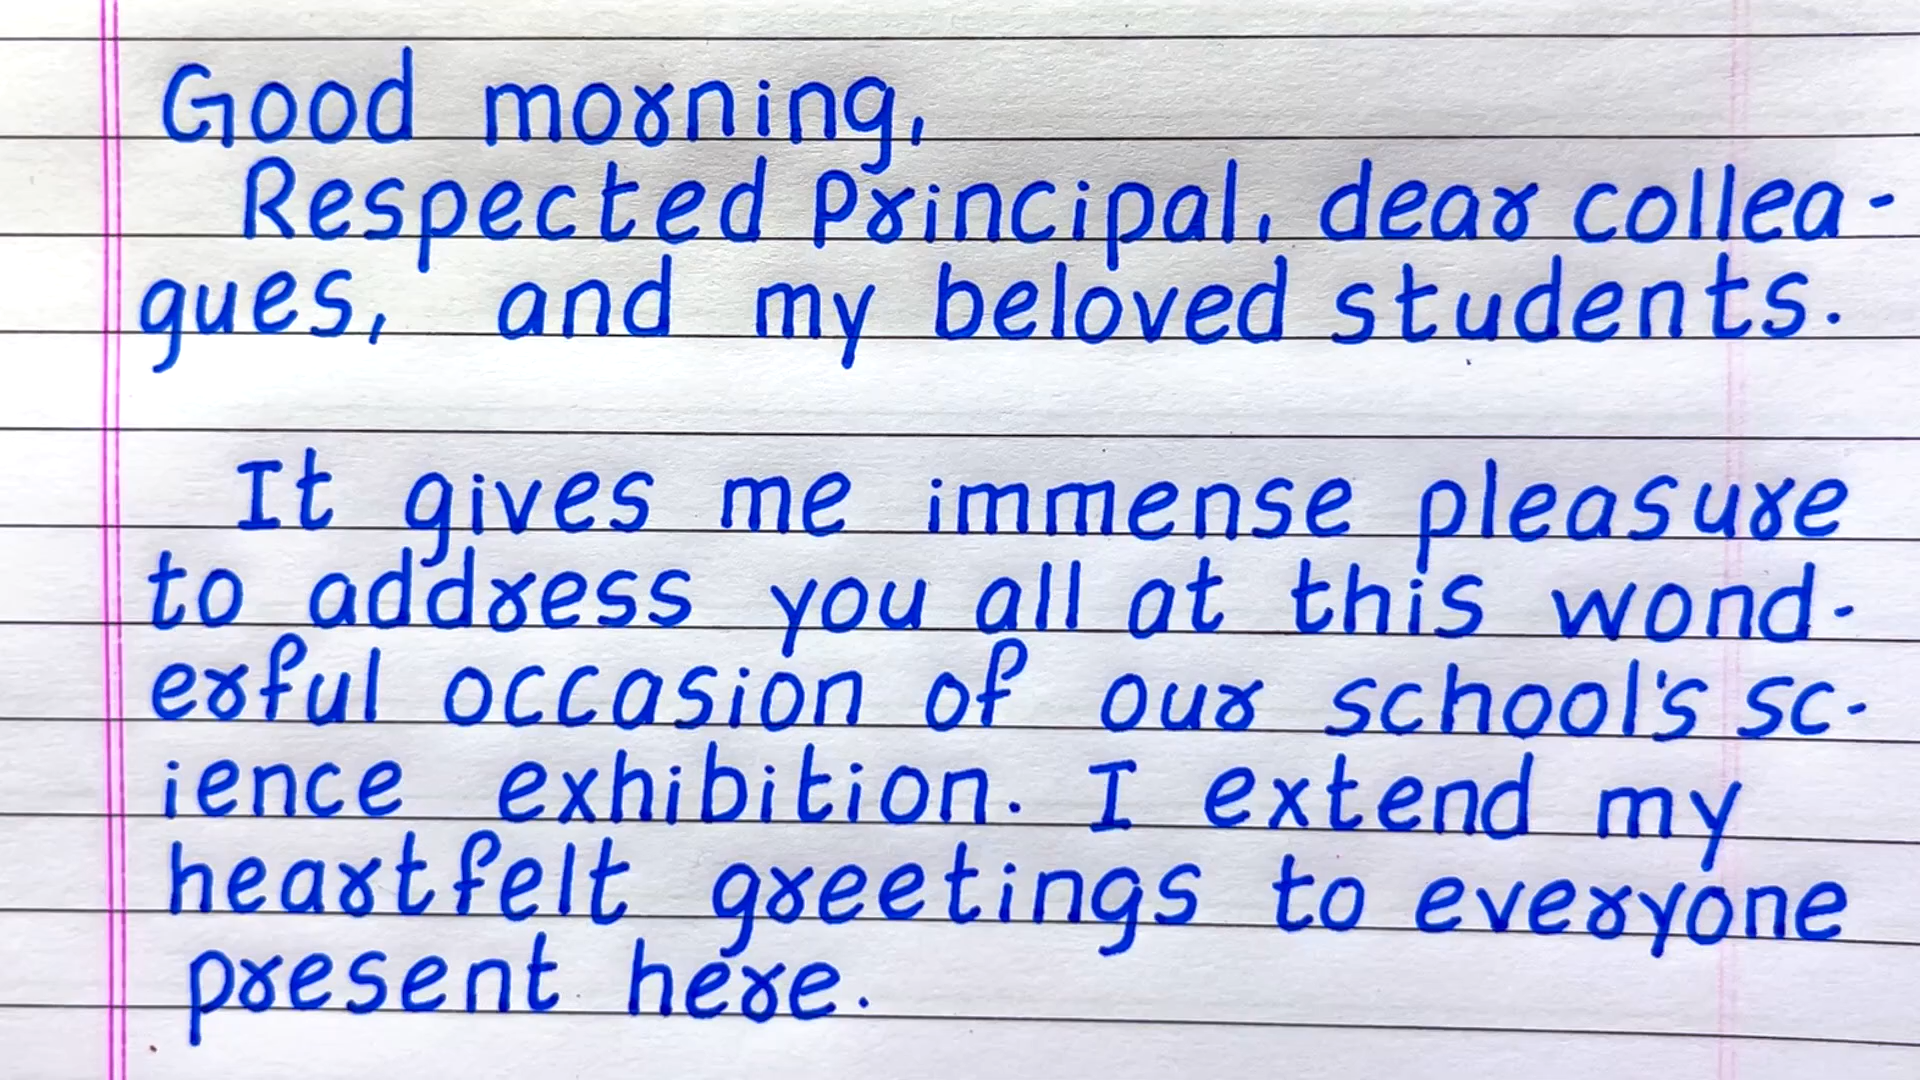 Good morning,
Respected Principal, dear collea-
gues, and my beloved students.
It gives me immense pleasure
to address you all at this wond-
erful occasion of our school's sc-
ience exhibition. I extend my
heartfelt greetings to everyone
present here.